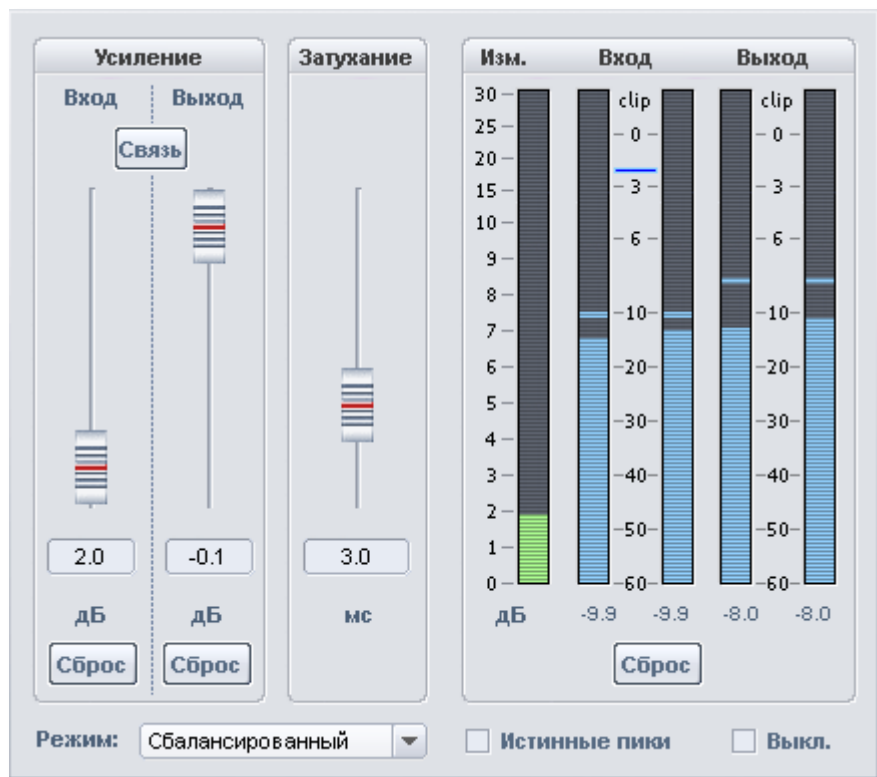 Усиление
Затухание
Изм. Вход Выход
Вход Выход
Связь
30 clip clip
25 0 0
20
15 3 3
10
6 6
9
8
10 10
7
6 20 20
5
30 30
4
3 40 40
2
50 50
1
0 60 60
2.0 -0.1 3.0
дБ дБ мс дБ -9.9 -9.9 -8.0 -8.0
Сброс Сброс Сброс
Режим: Сбалансированный Истинные пики Выкл.